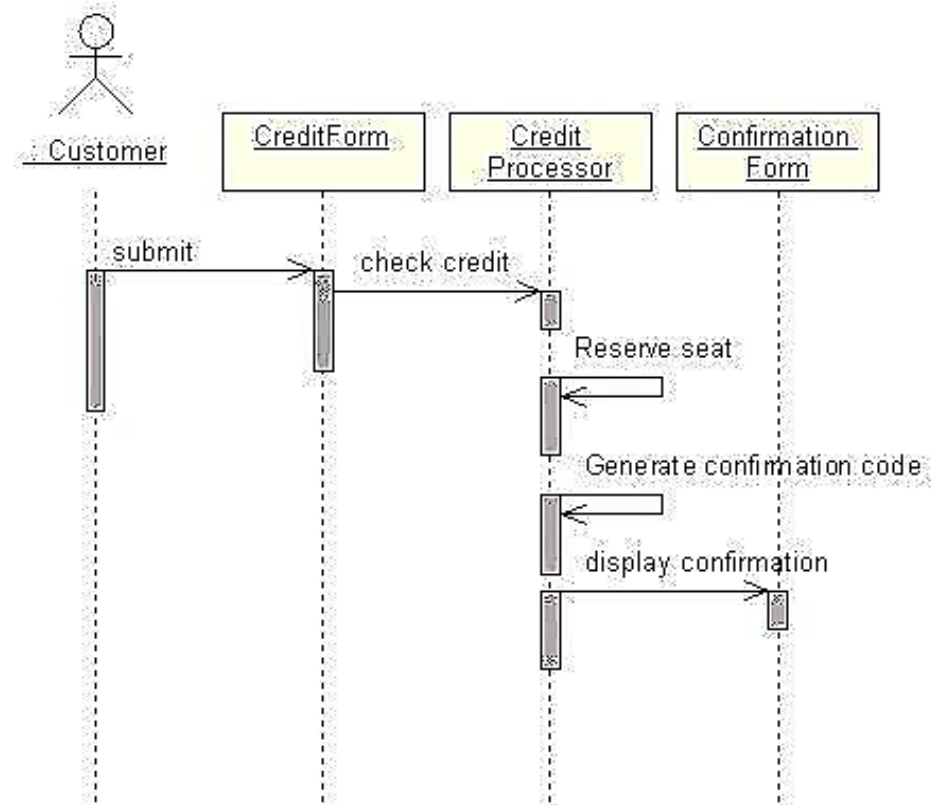 : Customer
CreditForm
Credit
Processor
Confirmation
Form
submit
check credit
Reserve seat
Generate confirmation code
display confirmation